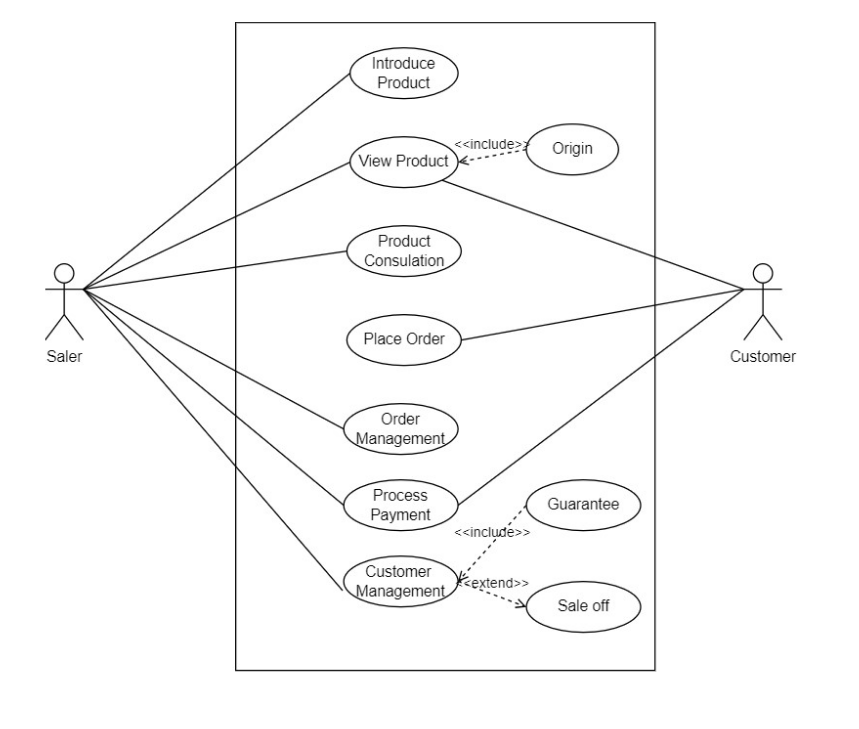 Introduce
Product
View Product
<<include>>
Origin
Product
Consulation
Place Order
Saler
Customer
Order
Management
Process
Payment
Guarantee
<<include>>
Customer
Management
<<extend>>
Sale off